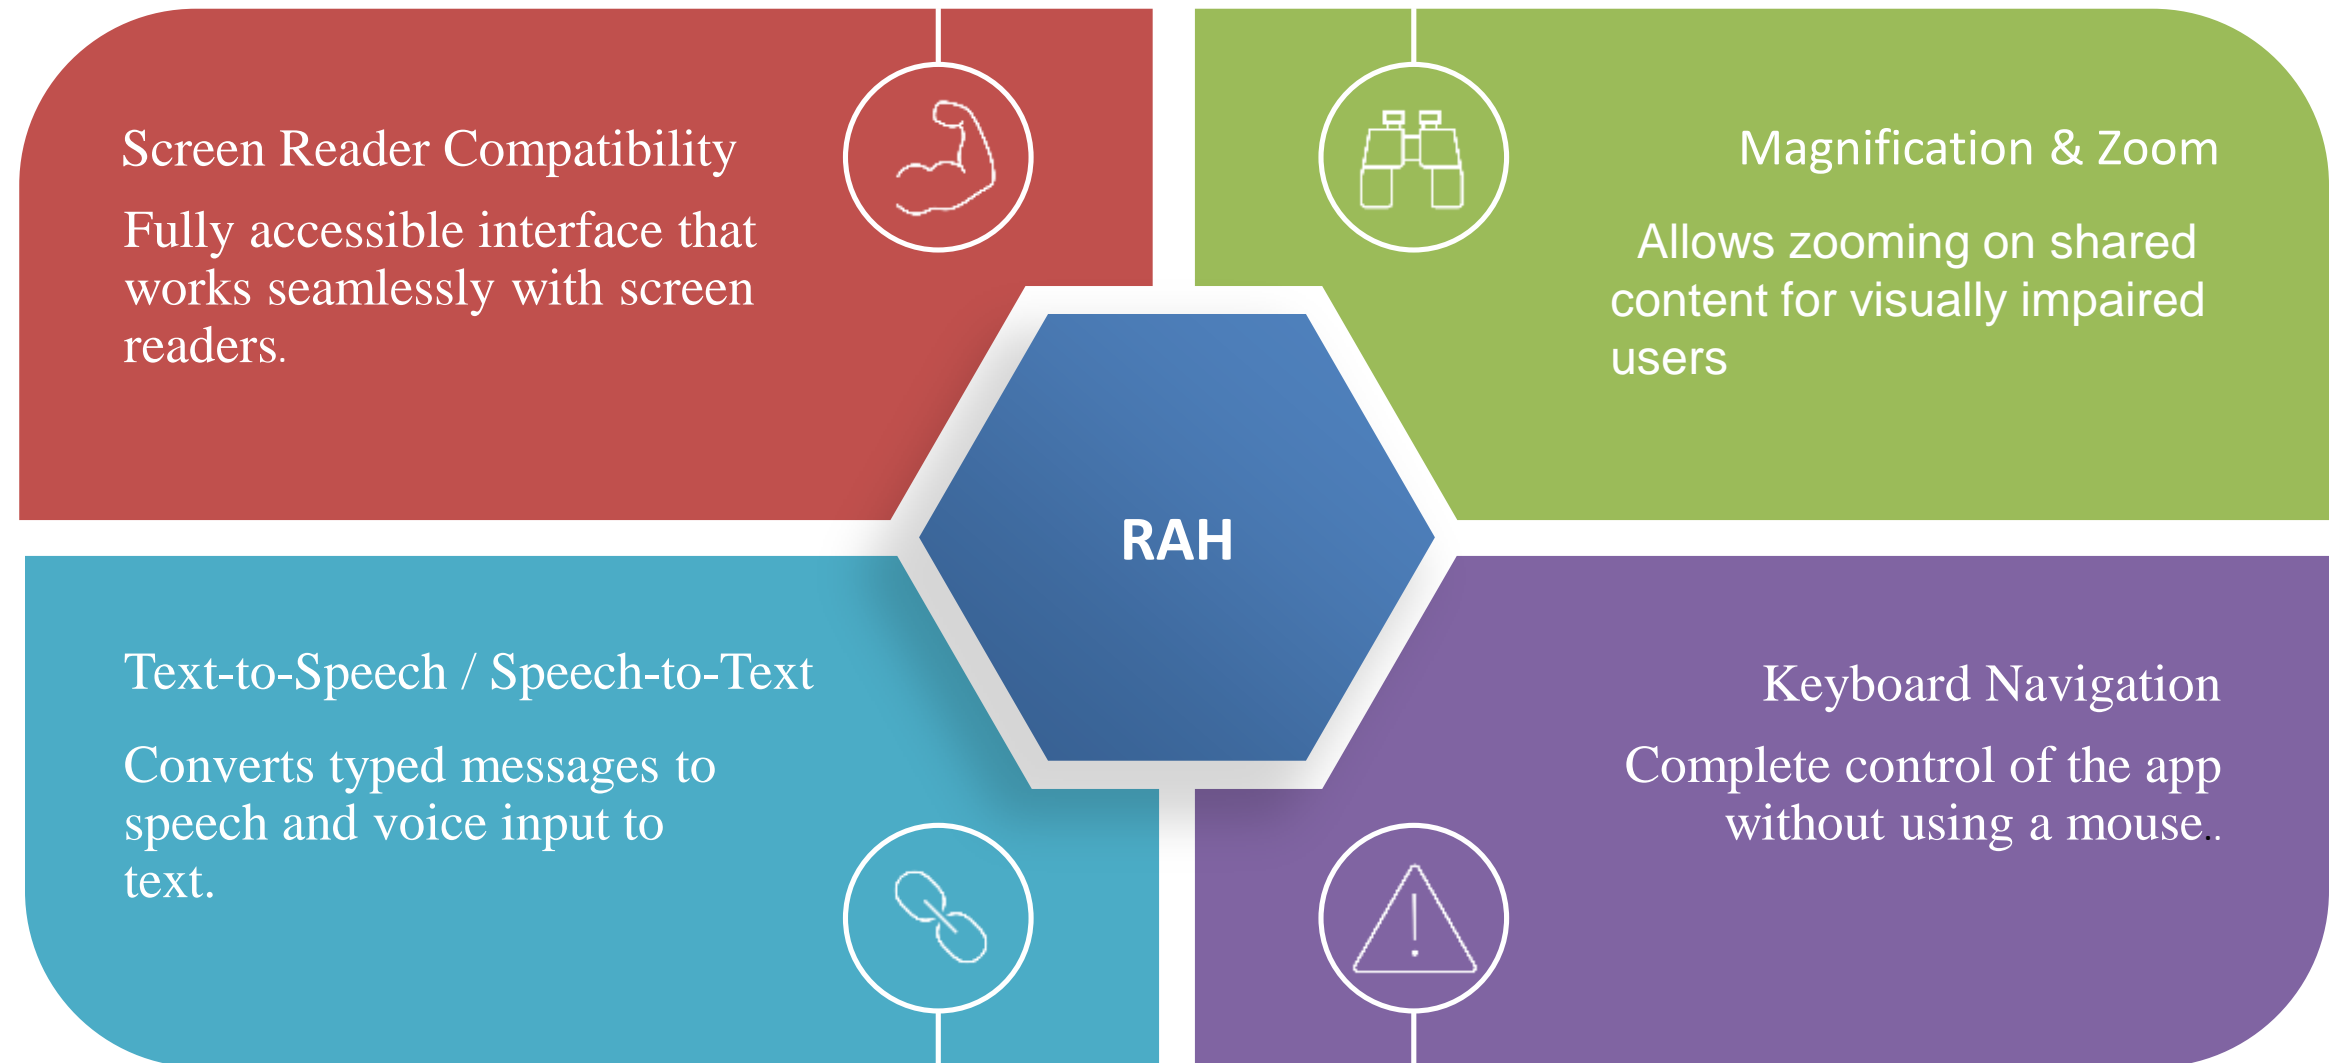 Screen Reader Compatibility
Fully accessible interface that
works seamlessly with screen
readers.
Magnification & Zoom
Allows zooming on shared
content for visually impaired
users
RAH
Text-to-Speech / Speech-to-Text
Converts typed messages to
speech and voice input to
text.
Keyboard Navigation
Complete control of the app
without using a mouse..